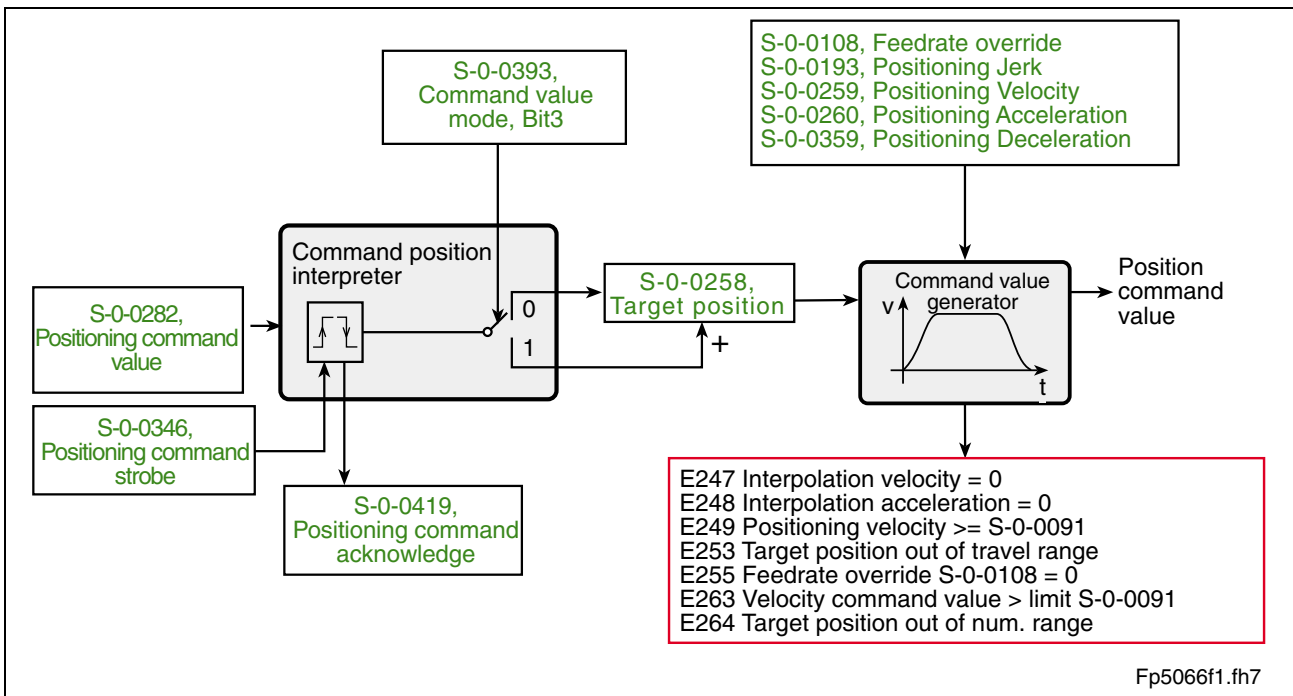 S-0-0393,
Command value
mode, Bit3
S-0-0108, Feedrate override
S-0-0193, Positioning Jerk
S-0-0259, Positioning Velocity
S-0-0260, Positioning Acceleration
S-0-0359, Positioning Deceleration
Command position
interpreter
S-0-0282,
Positioning command
value
S-0-0346,
Positioning command
strobe
S-0-0419,
Positioning command
acknowledge
0
1
S-0-0258,
Target position
+
Command value
generator
v
t
Position
command
value
E247 Interpolation velocity = 0
E248 Interpolation acceleration = 0
E249 Positioning velocity >= S-0-0091
E253 Target position out of travel range
E255 Feedrate override S-0-0108 = 0
E263 Velocity command value > limit S-0-0091
E264 Target position out of num. range
Fp5066f1.fh7